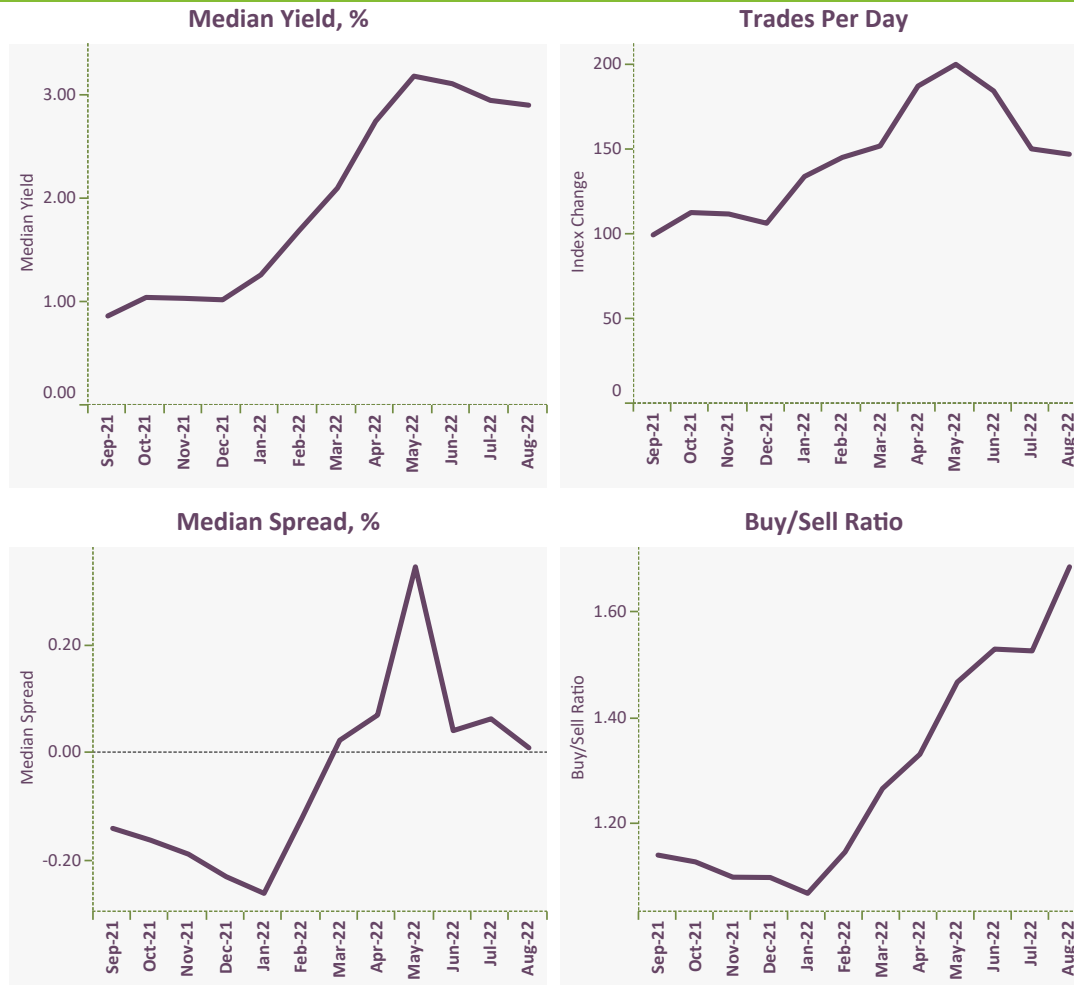 Median Yield, %
Median Yield
3.00
2.00
1.00
0.00
Sep-21
Oct-21
Nov-21
Dec-21
Jan-22
Feb-22
Mar-22
Apr-22
May-22
Jun-22
Jul-22
Aug-22
Trades Per Day
Index Change
200
150
100
50
0
Sep-21
Oct-21
Nov-21
Dec-21
Jan-22
Feb-22
Mar-22
Apr-22
May-22
Jun-22
Jul-22
Aug-22
Median Spread, %
Median Spread
0.20
0.00
-0.20
Sep-21
Oct-21
Nov-21
Dec-21
Jan-22
Feb-22
Mar-22
Apr-22
May-22
Jun-22
Jul-22
Aug-22
Buy/Sell Ratio
Buy/Sell Ratio
1.60
1.40
1.20
Sep-21
Oct-21
Nov-21
Dec-21
Jan-22
Feb-22
Mar-22
Apr-22
May-22
Jun-22
Jul-22
Aug-22